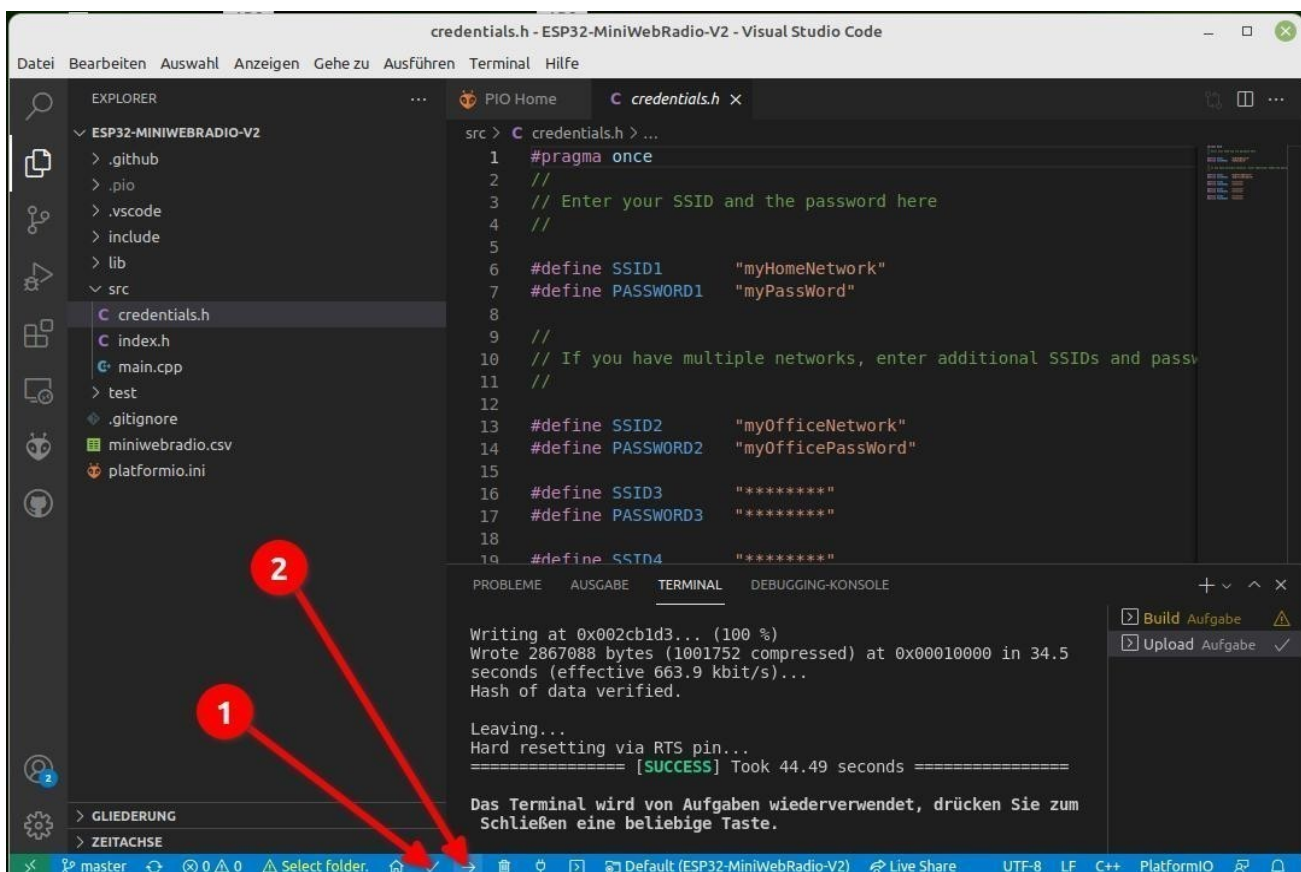 credentials.h - ESP32-MiniWebRadio-V2 - Visual Studio Code
Datei Bearbeiten Auswahl Anzeigen Gehe zu Ausführen Terminal Hilfe
EXPLORER
ESP32-MINIWEBRADIO-V2
.github
.pio
.vscode
include
lib
src
credentials.h
index.h
main.cpp
test
.gitignore
miniwebradio.csv
platformio.ini
GLIEDERUNG
ZEITACHSE
PIO Home
credentials.h
src > C credentials.h > ...
1 #pragma once
2 //
3 // Enter your SSID and the password here
4 //
5
6 #define SSID1 "myHomeNetwork"
7 #define PASSWORD1 "myPassWord"
8
9 //
10 // If you have multiple networks, enter additional SSIDs and passw
11 //
12
13 #define SSID2 "myOfficeNetwork"
14 #define PASSWORD2 "myOfficePassWord"
15
16 #define SSID3 "********"
17 #define PASSWORD3 "********"
18
19 #define SSID4 "********"
2
1
2
PROBLEME AUSGABE TERMINAL DEBUGGING-KONSOLE
Writing at 0x002cb1d3... (100 %)
Wrote 2867088 bytes (1001752 compressed) at 0x00010000 in 34.5
seconds (effective 663.9 kbit/s)...
Hash of data verified.
Leaving...
Hard resetting via RTS pin...
================ [SUCCESS] Took 44.49 seconds ================
Das Terminal wird von Aufgaben wiederverwendet, drücken Sie zum
Schließen eine beliebige Taste.
Build Aufgabe
Upload Aufgabe
master 0 0 Select folder. Default (ESP32-MiniWebRadio-V2) Live Share UTF-8 LF C++ PlatformIO